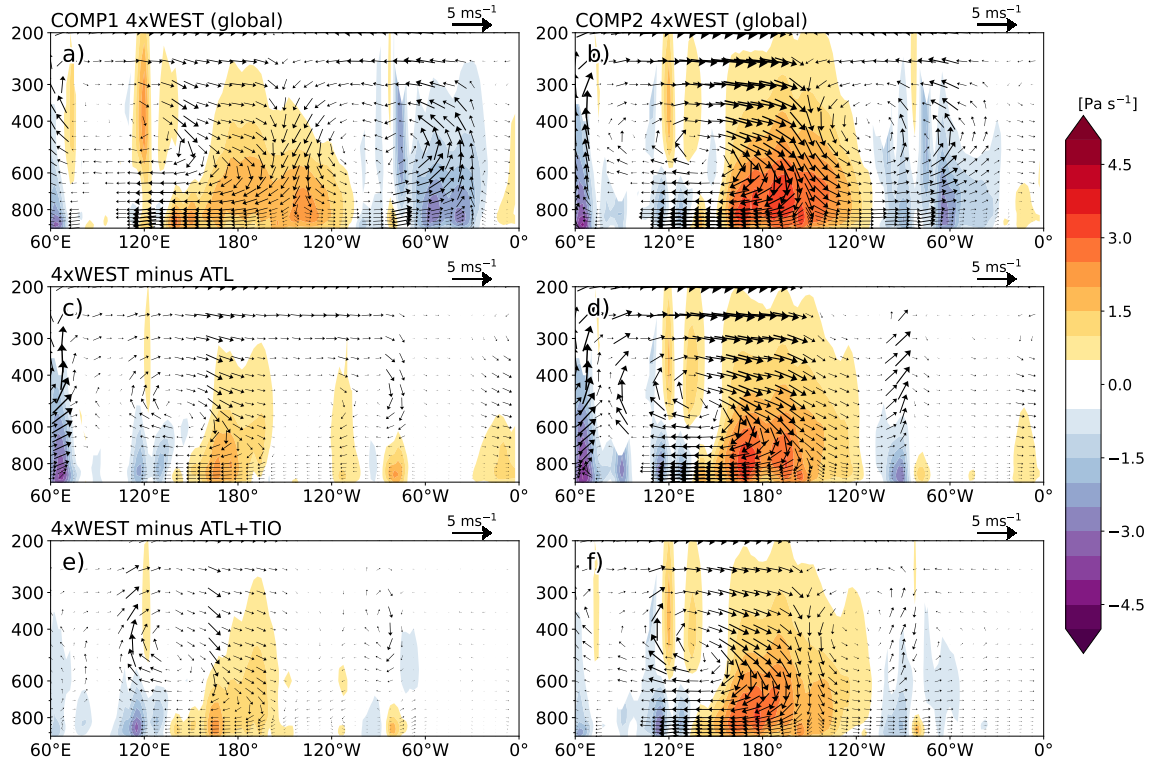 COMP1 4xWEST (global)
5 ms⁻¹
COMP2 4xWEST (global)
5 ms⁻¹
a)
200
300
400
600
800
60°E 120°E 180° 120°W 60°W 0°
b)
200
300
400
600
800
60°E 120°E 180° 120°W 60°W 0°
4xWEST minus ATL
5 ms⁻¹
5 ms⁻¹
c)
200
300
400
600
800
60°E 120°E 180° 120°W 60°W 0°
d)
200
300
400
600
800
60°E 120°E 180° 120°W 60°W 0°
4xWEST minus ATL+TIO
5 ms⁻¹
5 ms⁻¹
e)
200
300
400
600
800
60°E 120°E 180° 120°W 60°W 0°
f)
200
300
400
600
800
60°E 120°E 180° 120°W 60°W 0°
[Pa s⁻¹]
4.5
3.0
1.5
0.0
−1.5
−3.0
−4.5